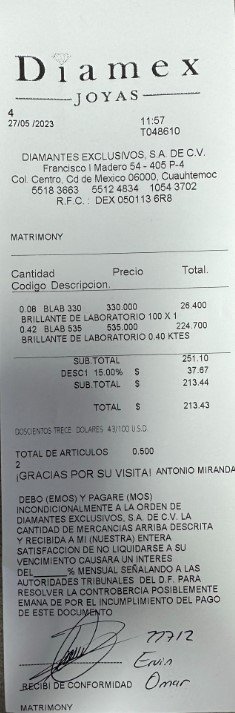 Diamex
JOYAS
4
27/05 /2023 11:57
T048610
DIAMANTES EXCLUSIVOS, S.A. DE C.V.
Francisco I Madero 54 - 405 P-4
Col. Centro, Cd de Mexico 06000, Cuauhtemoc
5518 3663 5512 4834 1054 3702
R.F.C. : DEX 050113 6R8
MATRIMONY
Cantidad Precio Total.
Codigo Descripcion.
0.08 BLAB 330 330.000 26.400
BRILLANTE DE LABORATORIO 100 X 1
0.42 BLAB 535 535.000 224.700
BRILLANTE DE LABORATORIO 0.40 KTES
SUB.TOTAL 251.10
DESC1 15.00% $ 37.67
SUB.TOTAL $ 213.44
TOTAL $ 213.43
DOSCIENTOS TRECE DOLARES 43/100 U.S.D.
TOTAL DE ARTICULOS 0.500
2
¡GRACIAS POR SU VISITA! ANTONIO MIRANDA
DEBO (EMOS) Y PAGARE (MOS)
INCONDICIONALMENTE A LA ORDEN DE
DIAMANTES EXCLUSIVOS, S.A. DE C.V. LA
CANTIDAD DE MERCANCIAS ARRIBA DESCRITA
Y RECIBIDA A MI (NUESTRA) ENTERA
SATISFACCION DE NO LIQUIDARSE A SU
VENCIMIENTO CAUSARA UN INTERES
DEL______% MENSUAL SEÑALANDO A LAS
AUTORIDADES TRIBUNALES DEL D.F. PARA
RESOLVER LA CONTROBERCIA POSIBLEMENTE
EMANA DE POR EL INCUMPLIMIENTO DEL PAGO
DE ESTE DOCUMENTO
77712
Ervin
RECIBI DE CONFORMIDAD Omar
MATRIMONY